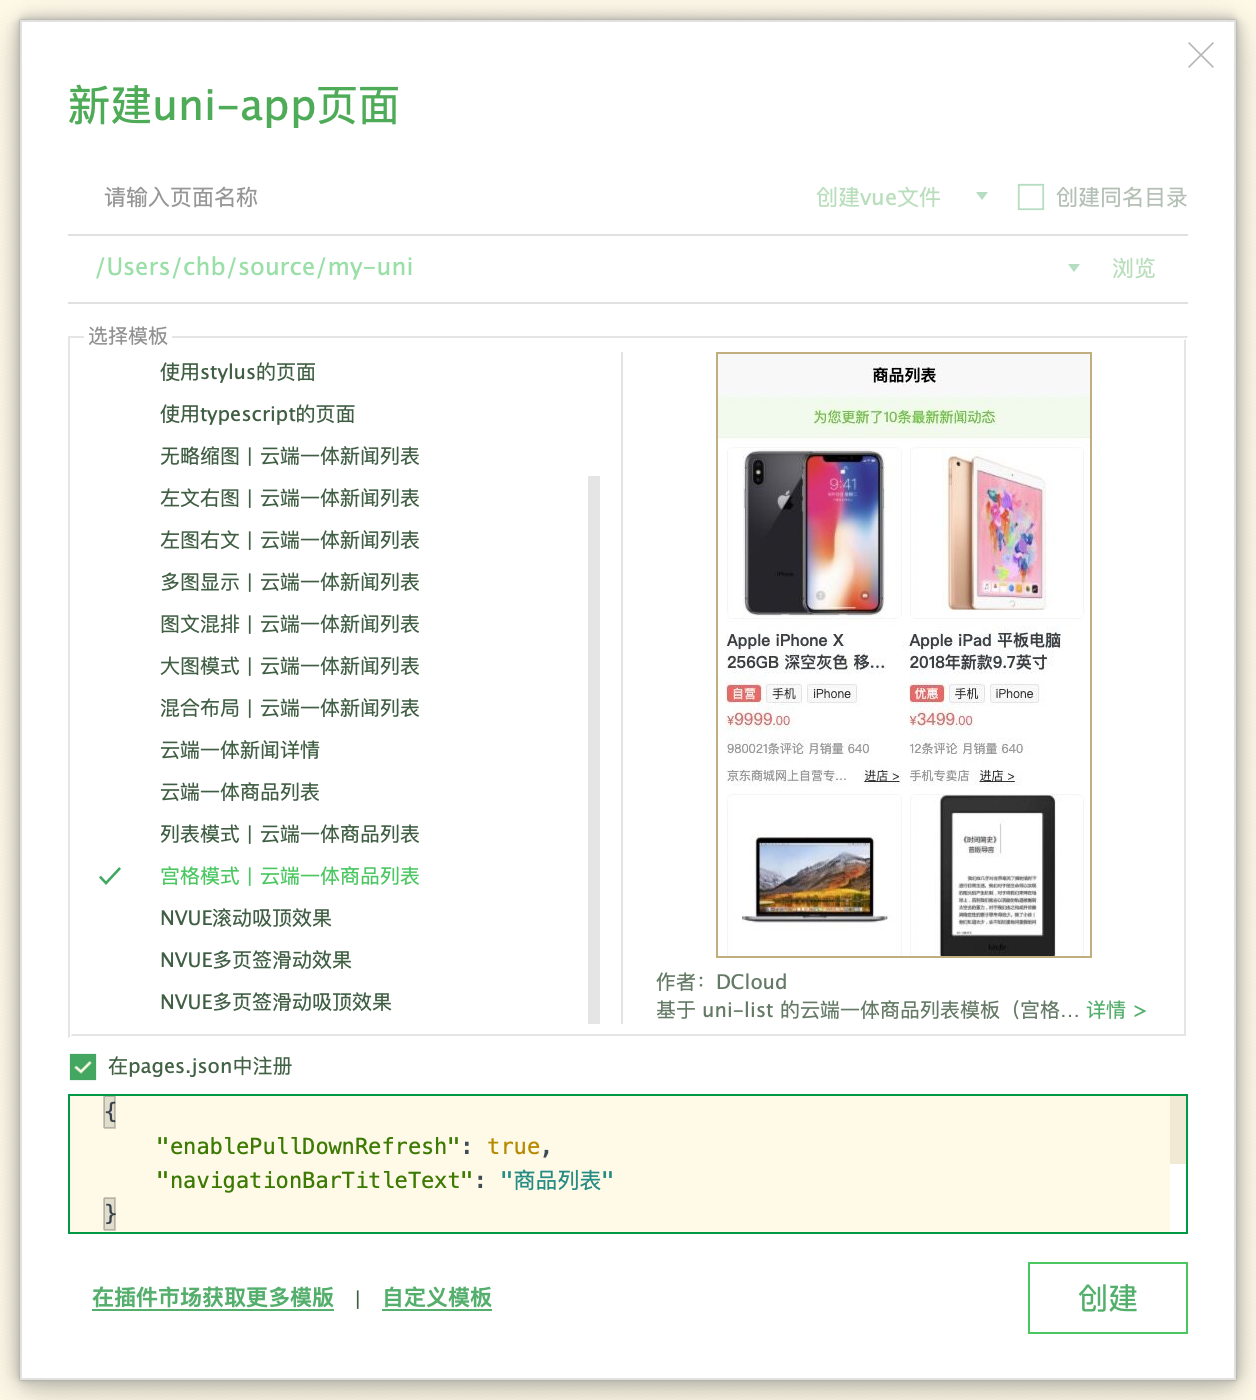 新建uni-app页面
请输入页面名称
创建vue文件
创建同名目录
/Users/chb/source/my-uni
浏览
选择模板
使用stylus的页面
使用typescript的页面
无略缩图 | 云端一体新闻列表
左文右图 | 云端一体新闻列表
左图右文 | 云端一体新闻列表
多图显示 | 云端一体新闻列表
图文混排 | 云端一体新闻列表
大图模式 | 云端一体新闻列表
混合布局 | 云端一体新闻列表
云端一体新闻详情
云端一体商品列表
列表模式 | 云端一体商品列表
宫格模式 | 云端一体商品列表
NVUE滚动吸顶效果
NVUE多页签滑动效果
NVUE多页签滑动吸顶效果
商品列表
为您更新了10条最新新闻动态
9:41
Apple iPhone X
256GB 深空灰色 移...
自营 手机 iPhone
¥9999.00
980021条评论 月销量 640
京东商城网上自营专... 进店 >
Apple iPad 平板电脑
2018年新款9.7英寸
优惠 手机 iPhone
¥3499.00
12条评论 月销量 640
手机专卖店 进店 >
《时间简史》
作者：DCloud
基于 uni-list 的云端一体商品列表模板（宫格... 详情 >
在pages.json中注册
{
"enablePullDownRefresh": true,
"navigationBarTitleText": "商品列表"
}
在插件市场获取更多模版 | 自定义模板
创建